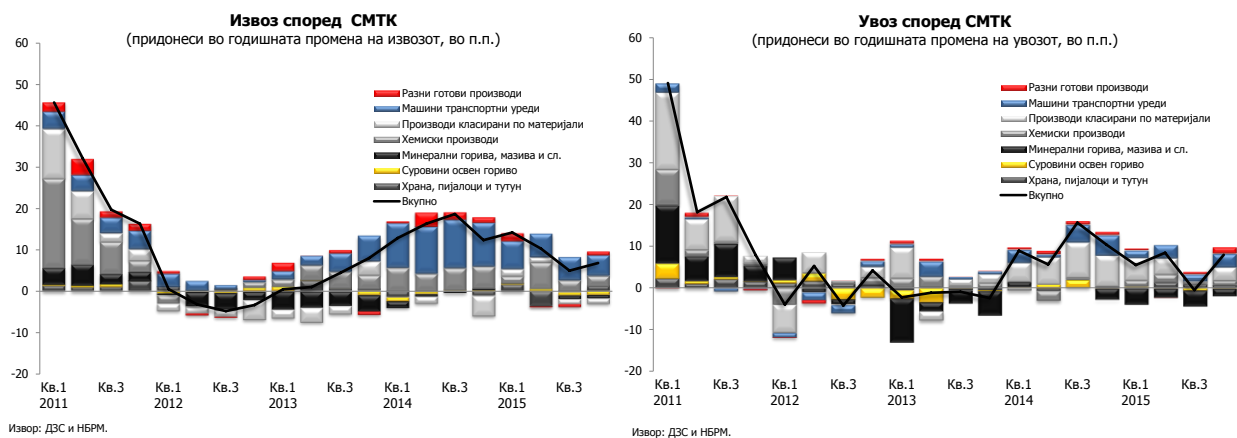 Извоз според СМТК
(придонеси во годишната промена на извозот, во п.п.)
60
50
40
30
20
10
0
-10
-20
Разни готови производи
Машини транспортни уреди
Производи класирани по материјали
Хемиски производи
Минерални горива, мазива и сл.
Суровини освен гориво
Храна, пијалоци и тутун
Вкупно
Кв.1 Кв.3 Кв.1 Кв.3 Кв.1 Кв.3 Кв.1 Кв.3 Кв.1 Кв.3
2011 2012 2013 2014 2015
Извор: ДЗС и НБРМ.
Увоз според СМТК
(придонеси во годишната промена на увозот, во п.п.)
60
50
40
30
20
10
0
-10
-20
Разни готови производи
Машини транспортни уреди
Производи класирани по материјали
Хемиски производи
Минерални горива, мазива и сл.
Суровини освен гориво
Храна, пијалоци и тутун
Вкупно
Кв.1 Кв.3 Кв.1 Кв.3 Кв.1 Кв.3 Кв.1 Кв.3 Кв.1 Кв.3
2011 2012 2013 2014 2015
Извор: ДЗС и НБРМ.